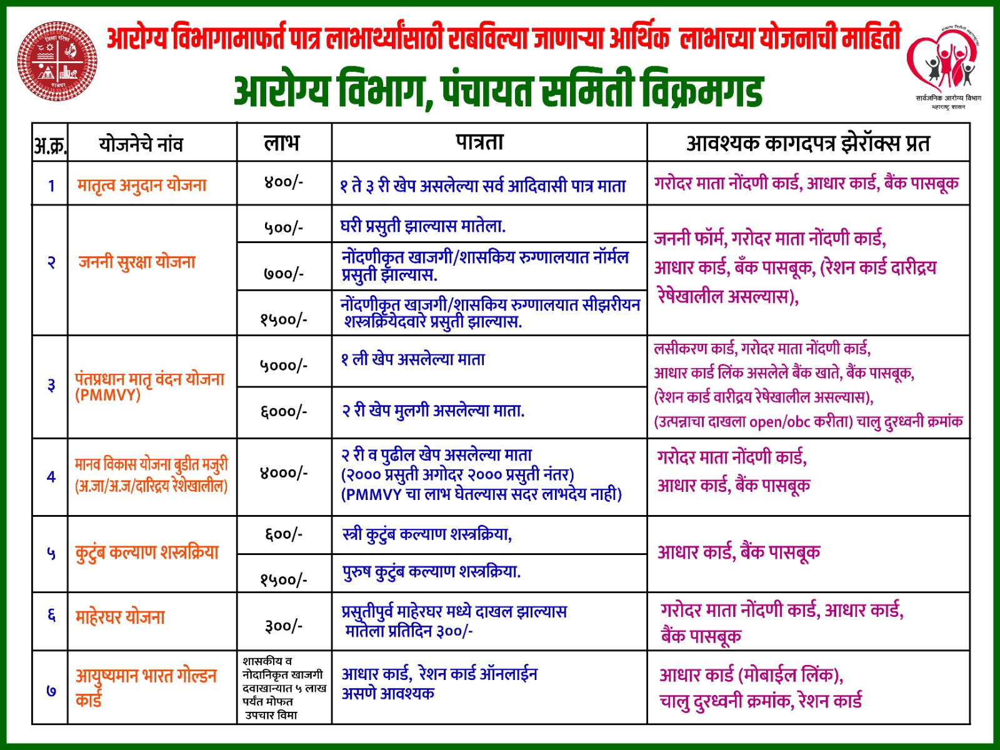 आरोग्य विभागामाफर्त पात्र लाभार्थ्यांसाठी राबविल्या जाणाऱ्या आर्थिक लाभाच्या योजनाची माहिती
आरोग्य विभाग, पंचायत समिती विक्रमगड
जिल्हा परिषद
पालघर
सार्वजनिक आरोग्य विभाग
महाराष्ट्र शासन
अ.क्र. योजनेचे नांव लाभ पात्रता आवश्यक कागदपत्र झेरॉक्स प्रत
1 मातृत्व अनुदान योजना ४००/- १ ते ३ री खेप असलेल्या सर्व आदिवासी पात्र माता गरोदर माता नोंदणी कार्ड, आधार कार्ड, बैंक पासबूक
२ जननी सुरक्षा योजना
५००/- घरी प्रसुती झाल्यास मातेला.
७००/- नोंदणीकृत खाजगी/शासकिय रुग्णालयात नॉर्मल
प्रसुती झाल्यास.
१५००/- नोंदणीकृत खाजगी/शासकिय रुग्णालयात सीझरीयन
शस्त्रक्रियेदवारे प्रसुती झाल्यास.
जननी फॉर्म, गरोदर माता नोंदणी कार्ड,
आधार कार्ड, बँक पासबूक, (रेशन कार्ड दारीद्रय
रेषेखालील असल्यास),
३ पंतप्रधान मातृ वंदन योजना
(PMMVY)
५०००/- १ ली खेप असलेल्या माता
६०००/- २ री खेप मुलगी असलेल्या माता.
लसीकरण कार्ड, गरोदर माता नोंदणी कार्ड,
आधार कार्ड लिंक असलेले बैंक खाते, बैंक पासबूक,
(रेशन कार्ड वारीद्रय रेषेखालील असल्यास),
(उत्पन्नाचा दाखला open/obc करीता) चालु दुरध्वनी क्रमांक
4 मानव विकास योजना बुडीत मजुरी
(अ.जा/अ.ज/दारिद्रय रेशेखालील)
४०००/- २ री व पुढील खेप असलेल्या माता
(२००० प्रसुती अगोदर २००० प्रसुती नंतर)
(PMMVY चा लाभ घेतल्यास सदर लाभदेय नाही)
गरोदर माता नोंदणी कार्ड,
आधार कार्ड, बैंक पासबूक
५ कुटुंब कल्याण शस्त्रक्रिया
६००/- स्त्री कुटुंब कल्याण शस्त्रक्रिया,
१५००/- पुरुष कुटुंब कल्याण शस्त्रक्रिया.
आधार कार्ड, बैंक पासबूक
६ माहेरघर योजना ३००/- प्रसुतीपुर्व माहेरघर मध्ये दाखल झाल्यास
मातेला प्रतिदिन ३००/-
गरोदर माता नोंदणी कार्ड, आधार कार्ड,
बैंक पासबूक
७ आयुष्यमान भारत गोल्डन
कार्ड
शासकीय व
नोदानिकृत खाजगी
दवाखान्यात ५ लाख
पर्यंत मोफत
उपचार विमा
आधार कार्ड, रेशन कार्ड ऑनलाईन
असणे आवश्यक
आधार कार्ड (मोबाईल लिंक),
चालु दुरध्वनी क्रमांक, रेशन कार्ड